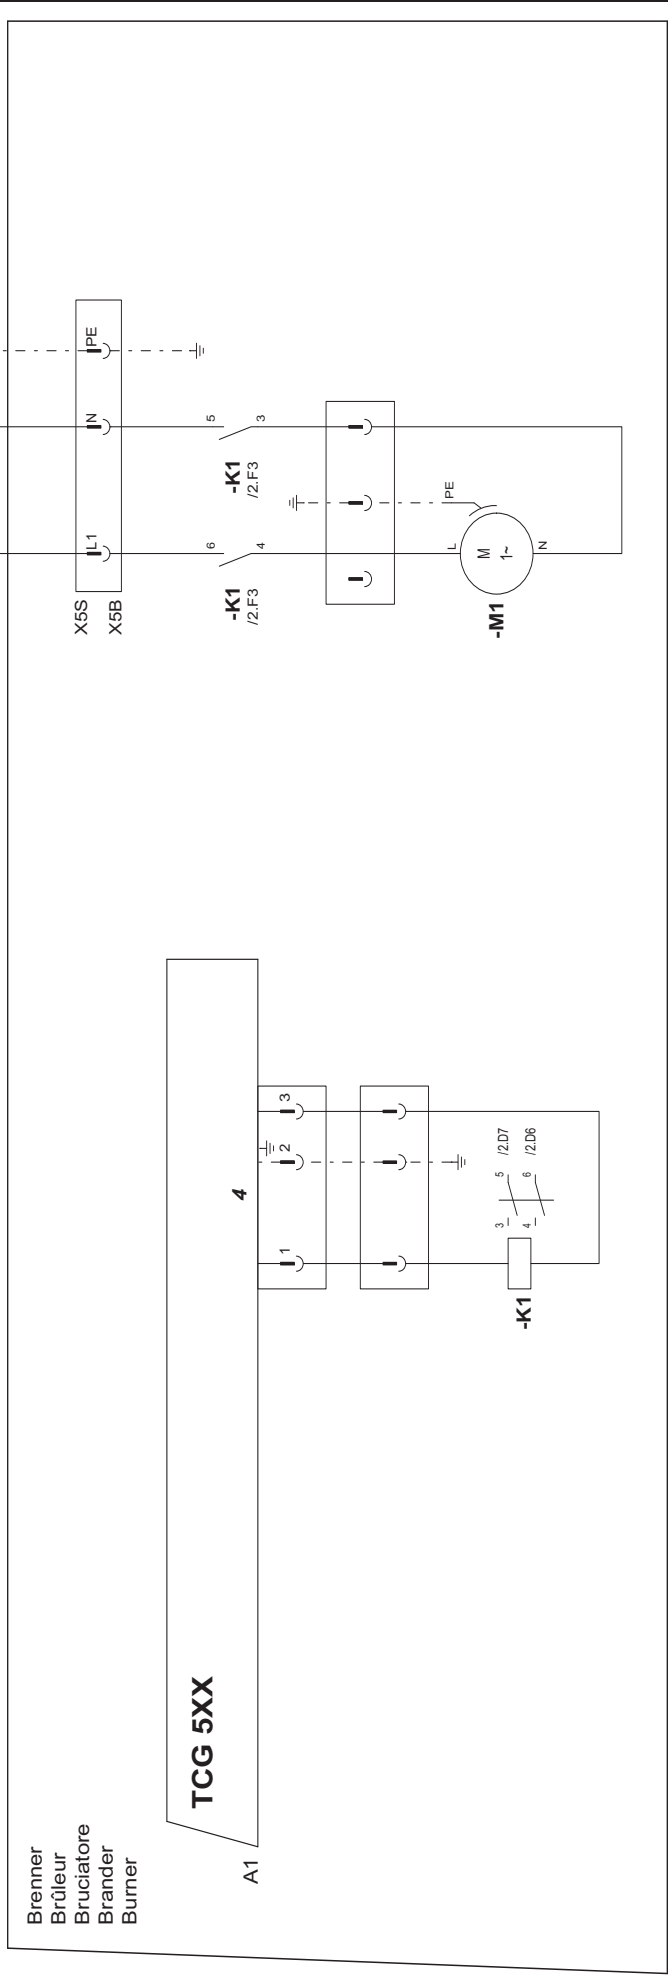 Brenner
Brûleur
Bruciatore
Brander
Burner
A1
TCG 5XX
4
1
2
3
-K1
3
5
/2.D7
4
6
/2.D6
X5S
X5B
L1
N
PE
6
4
-K1
/2.F3
5
3
-K1
/2.F3
L
PE
M
1~
N
-M1